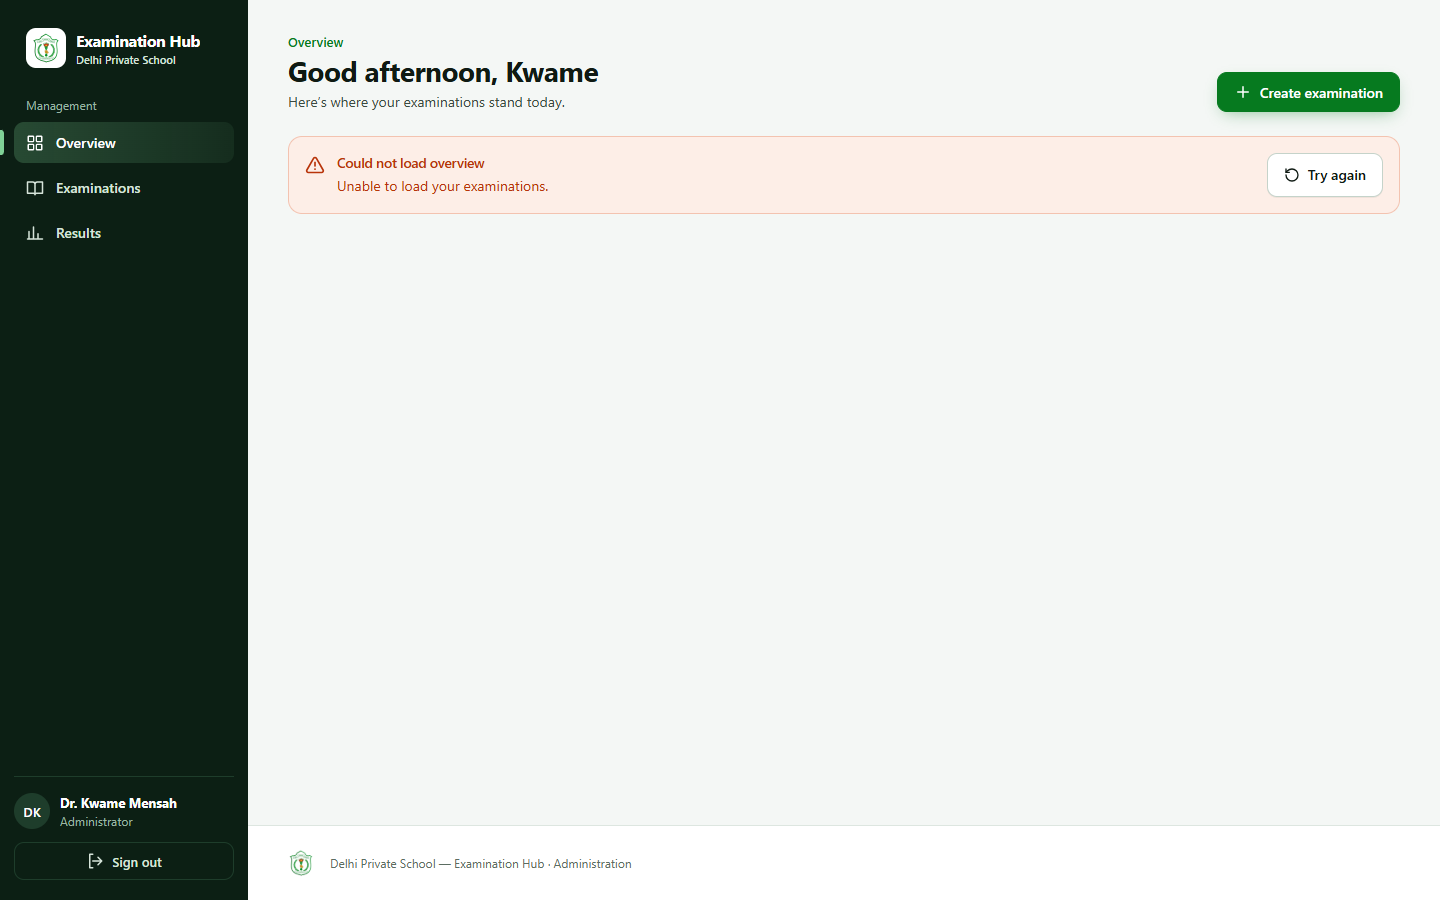 Examination Hub
Delhi Private School
Management
Overview
Examinations
Results
Dr. Kwame Mensah
DK
Administrator
Sign out
Overview
Good afternoon, Kwame
Here’s where your examinations stand today.
Create examination
Could not load overview
Unable to load your examinations.
Try again
Delhi Private School — Examination Hub · Administration